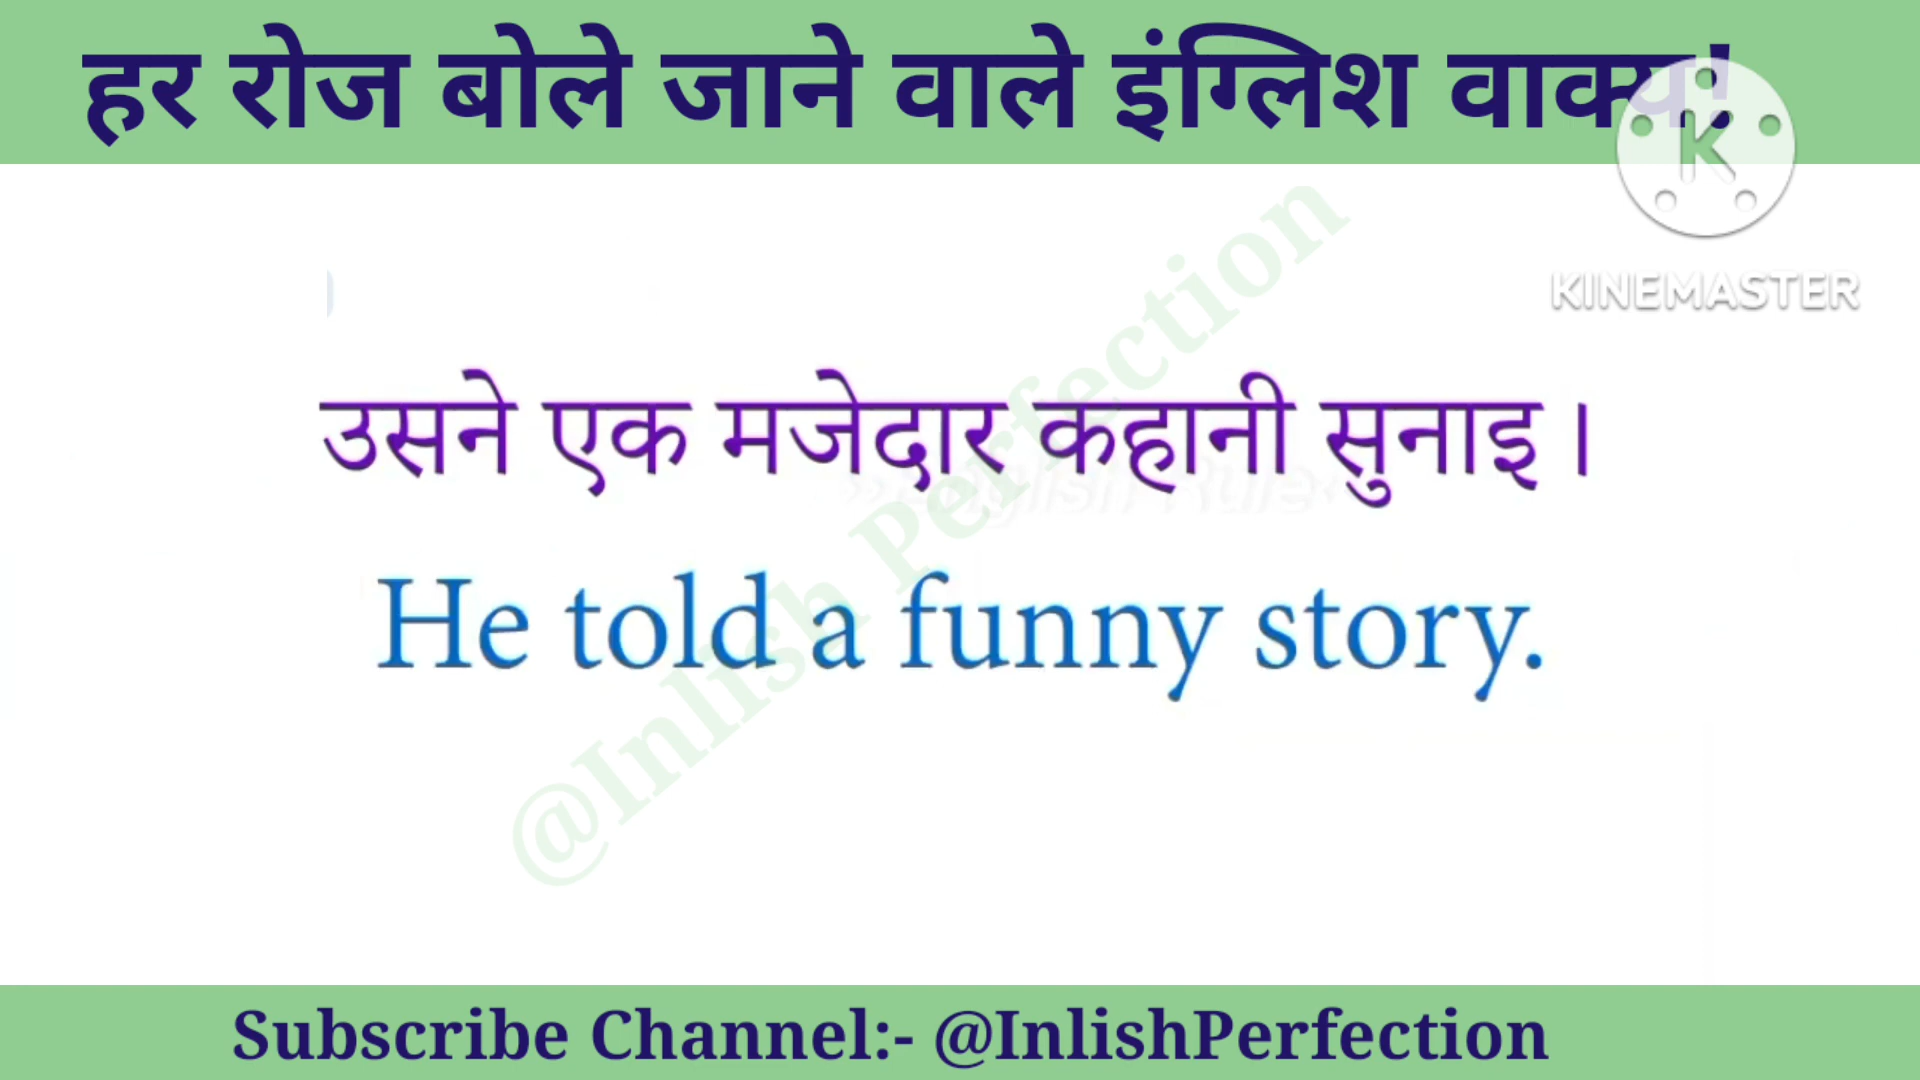 हर रोज बोले जाने वाले इंग्लिश वाक्य!
KINEMASTER
उसने एक मजेदार कहानी सुनाइ।
He told a funny story.
@Inlish Perfection
Subscribe Channel:- @InlishPerfection